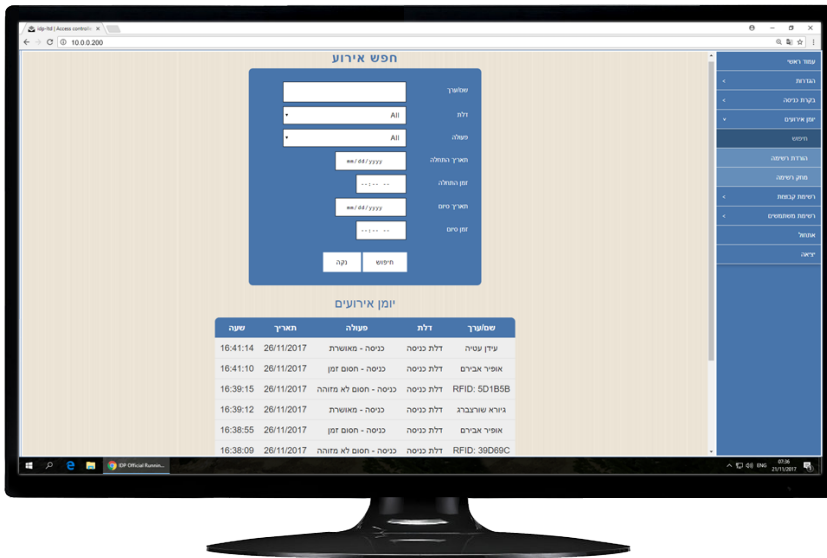 idp-ltd | Access controlle
10.0.0.200
חפש אירוע
שם/ערך
דלת All
פעולה All
תאריך התחלה mm/dd/yyyy
זמן התחלה --:-- --
תאריך סיום mm/dd/yyyy
זמן סיום --:-- --
חיפוש נקה
עמוד ראשי
הגדרות
בקרת כניסה
יומן אירועים
חיפוש
הורדת רשימה
מחק רשימה
רשימת קבוצות
רשימת משתמשים
אתחול
יציאה
יומן אירועים
שם/ערך דלת פעולה תאריך שעה
עידן עטיה דלת כניסה כניסה - מאושרת 26/11/2017 16:41:14
אופיר אבירם דלת כניסה כניסה - חסום זמן 26/11/2017 16:41:10
RFID: 5D1B5B דלת כניסה כניסה - חסום לא מזוהה 26/11/2017 16:39:15
גיורא שורצברג דלת כניסה כניסה - מאושרת 26/11/2017 16:39:12
אופיר אבירם דלת כניסה כניסה - חסום זמן 26/11/2017 16:38:55
RFID: 39D69C דלת כניסה כניסה - חסום לא מזוהה 26/11/2017 16:38:09
IDP Official Runnin...
ENG
07:36
21/11/2017